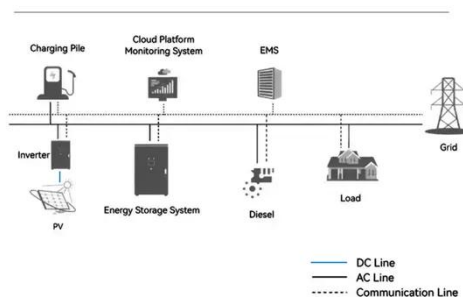 Charging Pile
Cloud Platform
Monitoring System
EMS
Grid
Inverter
PV
Energy Storage System
Diesel
Load
DC Line
AC Line
Communication Line